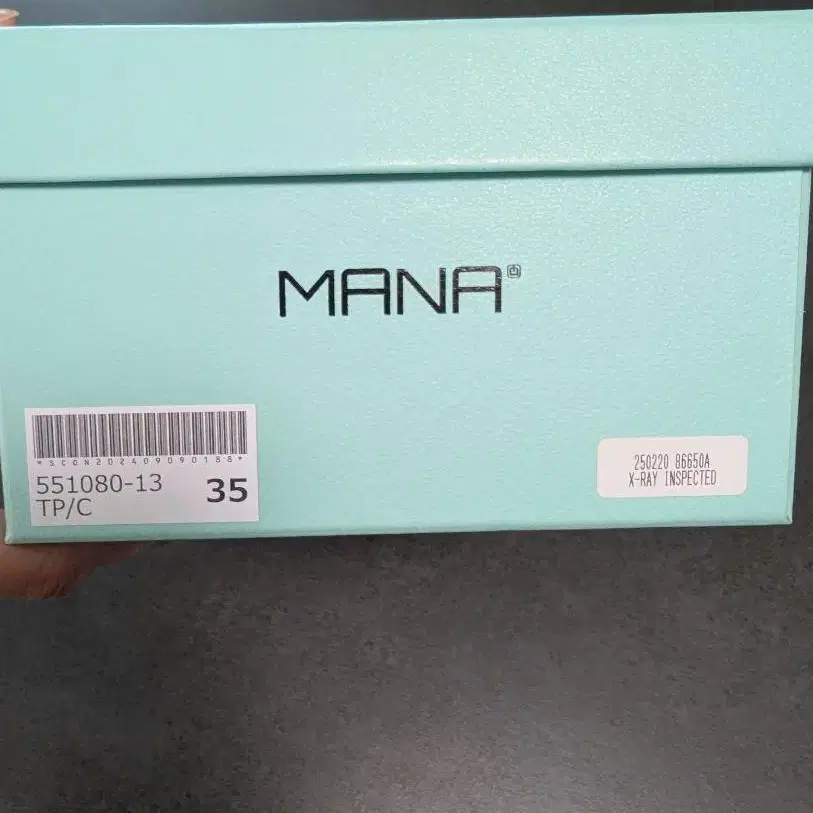 MANA
*SCON202409090188*
551080-13
TP/C
35
250220 86650A
X-RAY INSPECTED